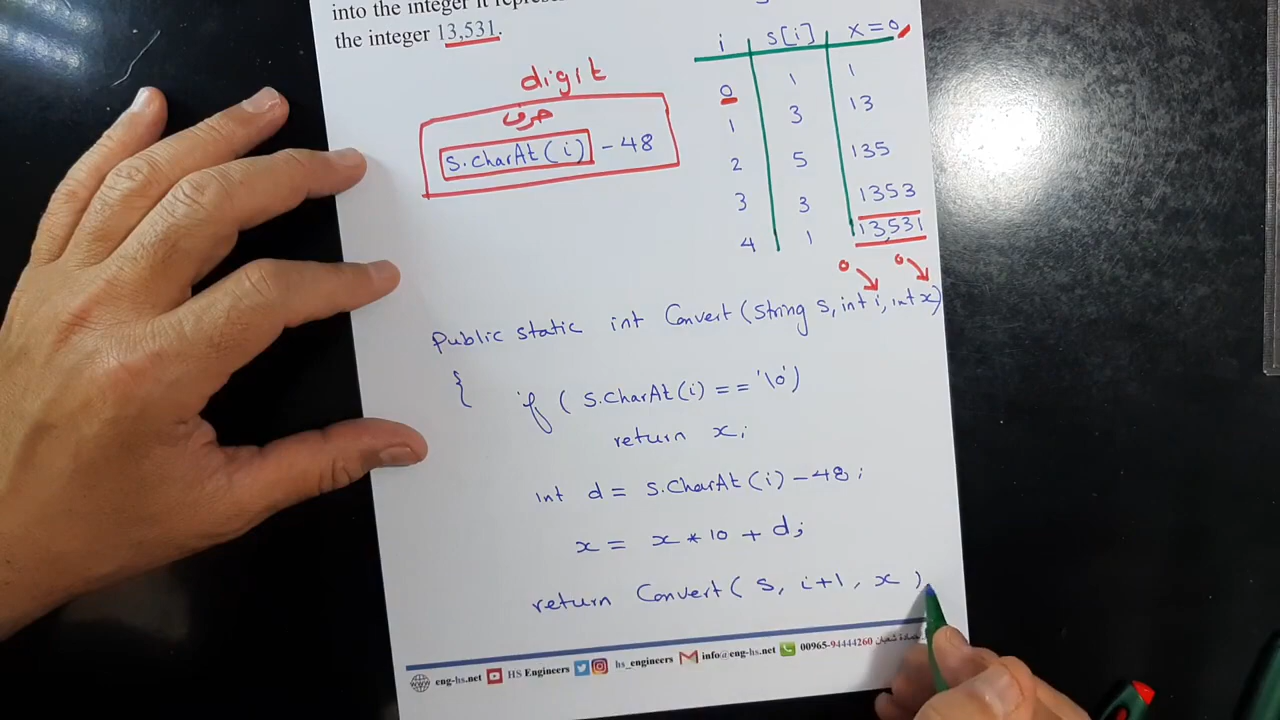 into the integer it
the integer 13,531.
digit
حرف
s.charAt(i) - 48
i s[i] x=0
0 1 1
1 3 13
2 5 135
3 3 1353
4 1 13,531
0 0
Public static int Convert(String s, int i, int x)
{ if ( s.charAt(i) == '\0')
return x;
int d = s.CharAt(i) - 48;
x = x * 10 + d;
return Convert( s, i+1, x )
eng-hs.net HS Engineers hs_engineers info@eng-hs.net 00965-94444260 شعبان